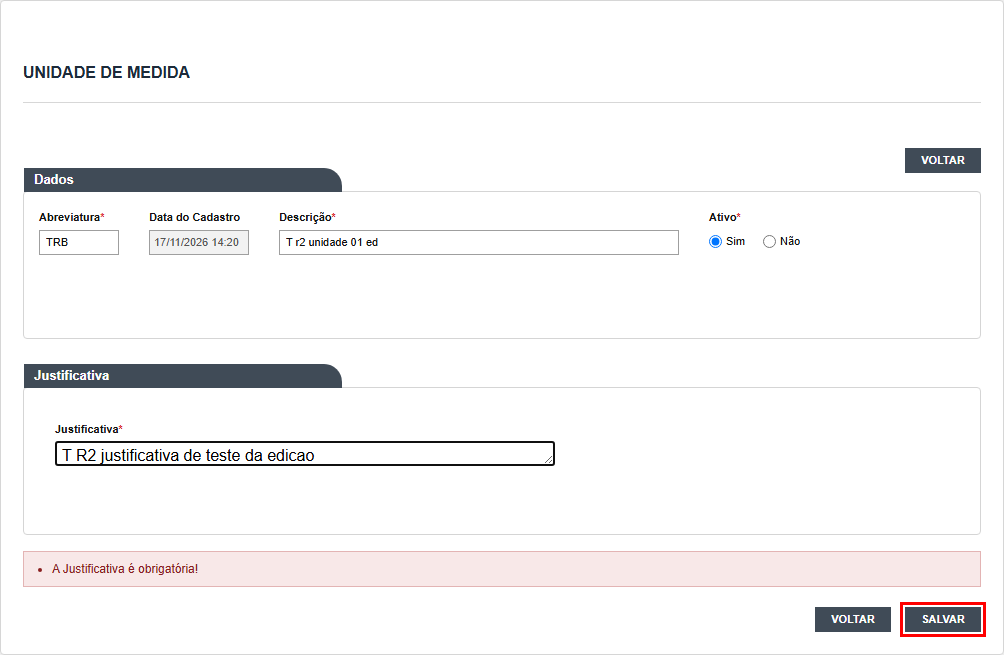 UNIDADE DE MEDIDA
VOLTAR
Dados
Abreviatura* Data do Cadastro Descrição* Ativo*
TRB 17/11/2026 14:20 T r2 unidade 01 ed Sim Não
Justificativa
Justificativa*
T R2 justificativa de teste da edicao
• A Justificativa é obrigatória!
VOLTAR SALVAR